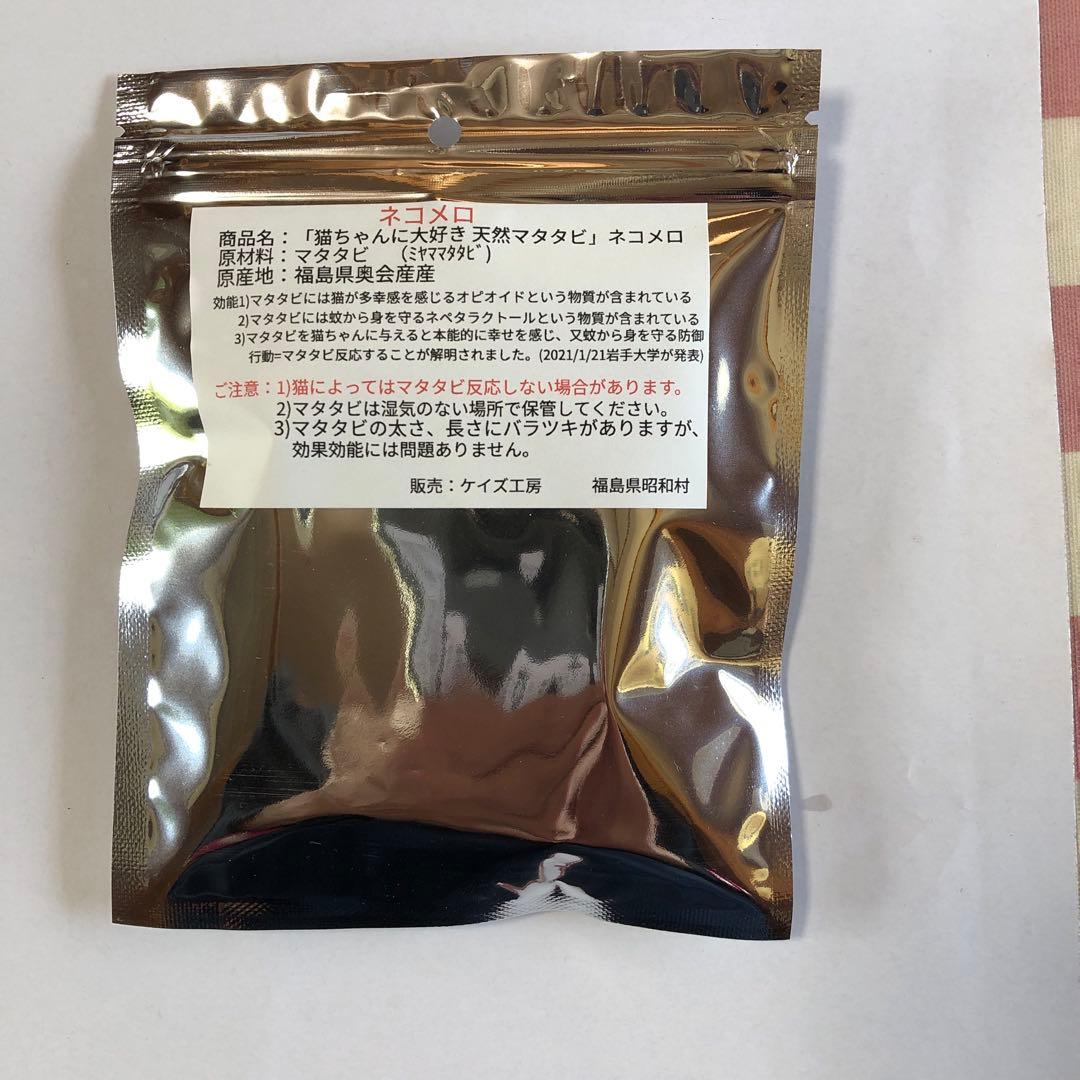 ネコメロ
商品名：「猫ちゃんに大好き 天然マタタビ」ネコメロ
原材料：マタタビ　(ﾐﾔﾏﾏﾀﾀﾋﾞ)
原産地：福島県奥会産産
効能1)マタタビには猫が多幸感を感じるオピオイドという物質が含まれている
2)マタタビには蚊から身を守るネペタラクトールという物質が含まれている
3)マタタビを猫ちゃんに与えると本能的に幸せを感じ、又蚊から身を守る防御
行動=マタタビ反応することが解明されました。(2021/1/21岩手大学が発表)
ご注意：1)猫によってはマタタビ反応しない場合があります。
2)マタタビは湿気のない場所で保管してください。
3)マタタビの太さ、長さにバラツキがありますが、
効果効能には問題ありません。
販売：ケイズ工房　福島県昭和村